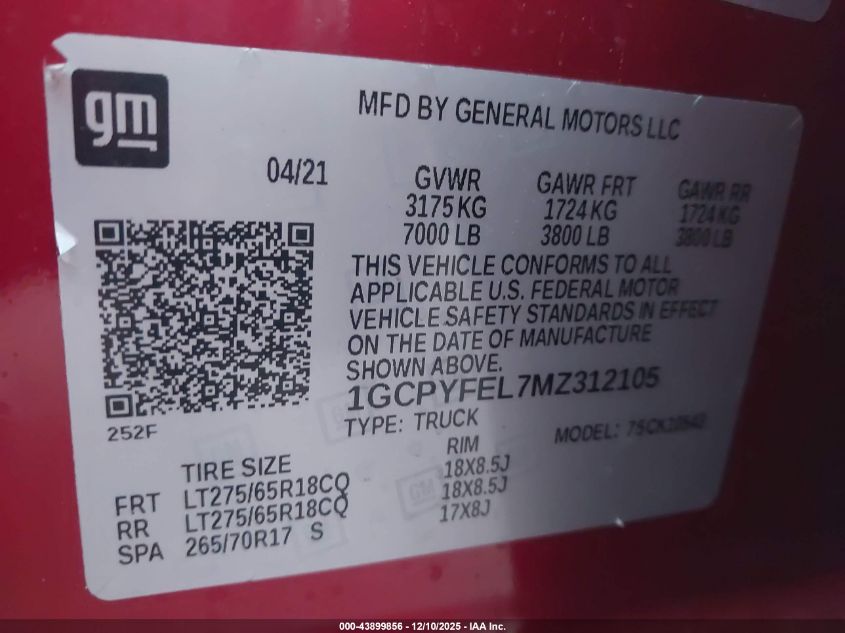 gm
MFD BY GENERAL MOTORS LLC
04/21
GVWR GAWR FRT GAWR RR
3175 KG 1724 KG 1724 KG
7000 LB 3800 LB 3800 LB
THIS VEHICLE CONFORMS TO ALL
APPLICABLE U.S. FEDERAL MOTOR
VEHICLE SAFETY STANDARDS IN EFFECT
ON THE DATE OF MANUFACTURE
SHOWN ABOVE.
1GCPYFEL7MZ312105
252F
TYPE: TRUCK
MODEL:
TIRE SIZE RIM
FRT LT275/65R18CQ 18X8.5J
RR LT275/65R18CQ 18X8.5J
SPA 265/70R17 S 17X8J
GM
000-43899856 — 12/10/2025 — IAA Inc.